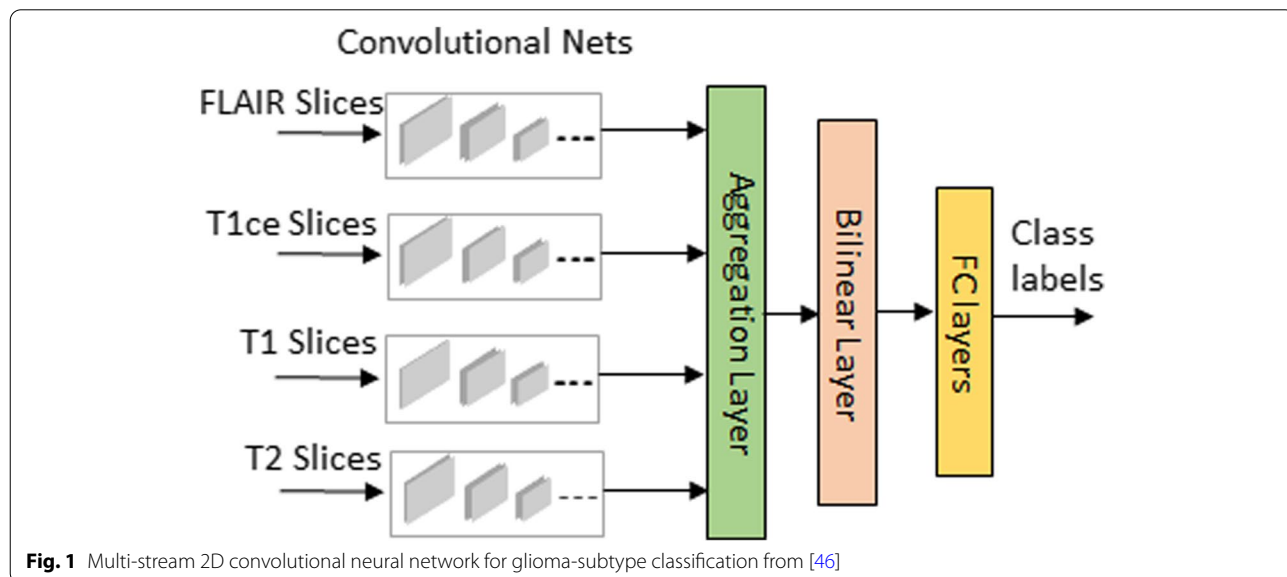 Convolutional Nets
FLAIR Slices
T1ce Slices
T1 Slices
T2 Slices
Aggregation Layer
Bilinear Layer
FC layers
Class
labels
Fig. 1 Multi-stream 2D convolutional neural network for glioma-subtype classification from [46]